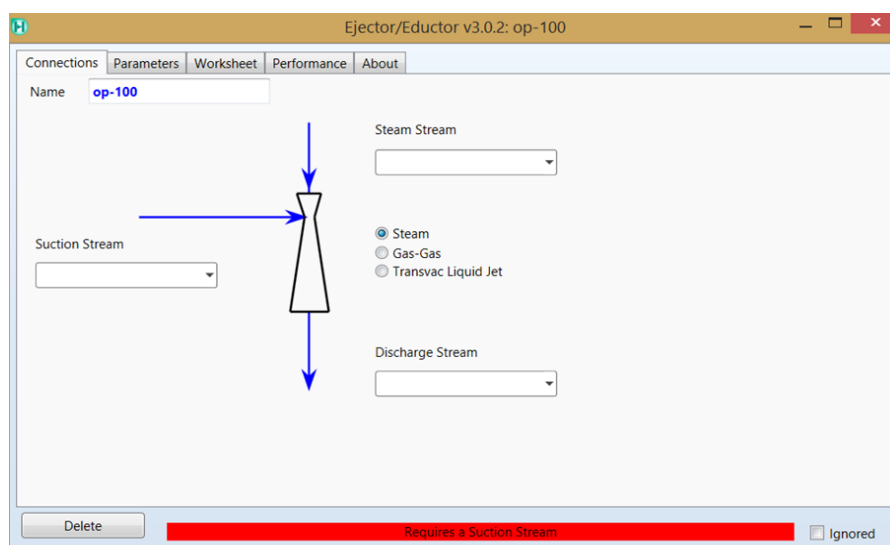 H
Ejector/Eductor v3.0.2: op-100
Connections Parameters Worksheet Performance About
Name op-100
Steam Stream
Suction Stream
Steam
Gas-Gas
Transvac Liquid Jet
Discharge Stream
Delete
Requires a Suction Stream
Ignored